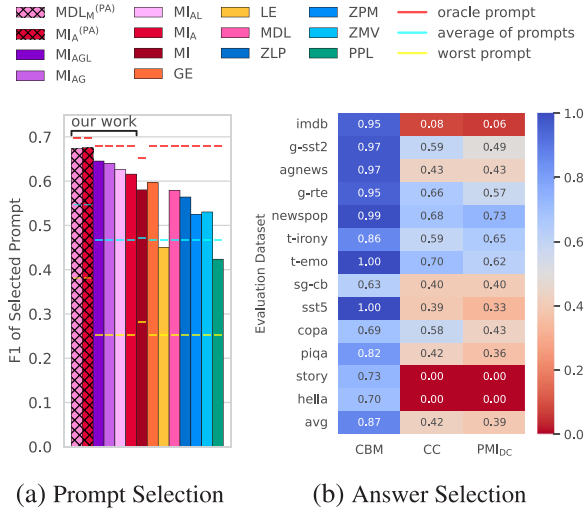 MDL_M^(PA) MI_AL LE ZPM oracle prompt
MI_A^(PA) MI_A MDL ZMV average of prompts
MI_AGL MI ZLP PPL worst prompt
MI_AG GE
our work
F1 of Selected Prompt
0.7
0.6
0.5
0.4
0.3
0.2
0.1
0.0
(a) Prompt Selection
Evaluation Dataset
imdb 0.95 0.08 0.06
g-sst2 0.97 0.59 0.49
agnews 0.97 0.43 0.43
g-rte 0.95 0.66 0.57
newspop 0.99 0.68 0.73
t-irony 0.86 0.59 0.65
t-emo 1.00 0.70 0.62
sg-cb 0.63 0.40 0.40
sst5 1.00 0.39 0.33
copa 0.69 0.58 0.43
piqa 0.82 0.42 0.36
story 0.73 0.00 0.00
hella 0.70 0.00 0.00
avg 0.87 0.42 0.39
CBM CC PMI_DC
1.0
0.8
0.6
0.4
0.2
0.0
(b) Answer Selection